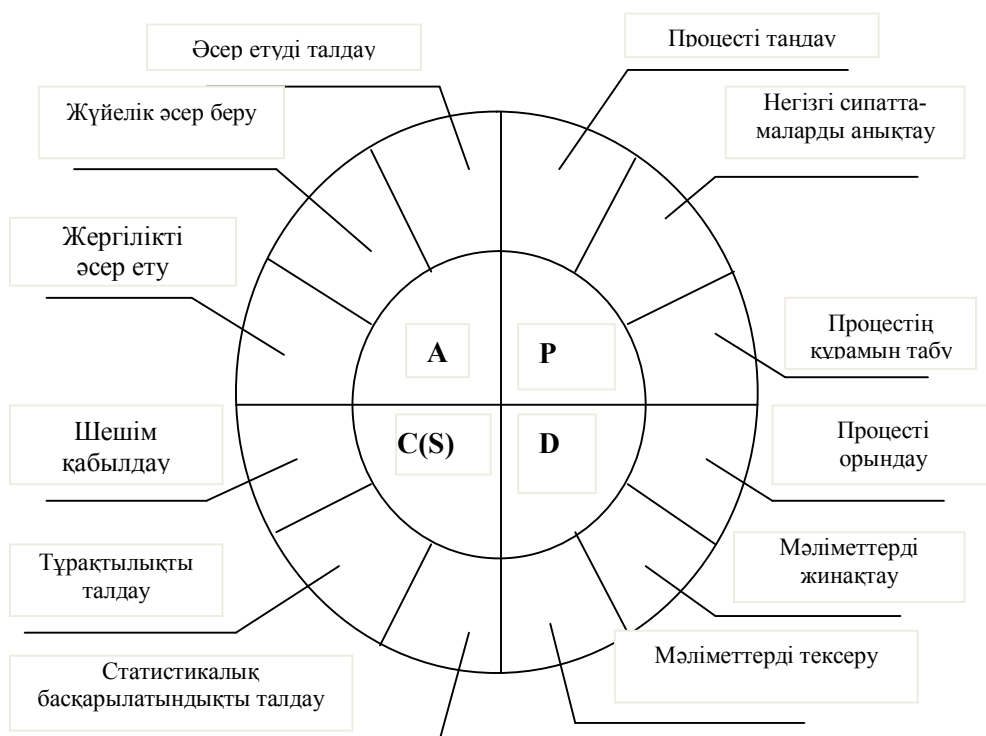 Әсер етуді талдау
Процесті таңдау
Жүйелік әсер беру
Негізгі сипатта-
маларды анықтау
Жергілікті
әсер ету
Процестің
құрамын табу
A
P
C(S)
D
Шешім
қабылдау
Процесті
орындау
Тұрақтылықты
талдау
Мәліметтерді
жинақтау
Статистикалық
басқарылатындықты талдау
Мәліметтерді тексеру